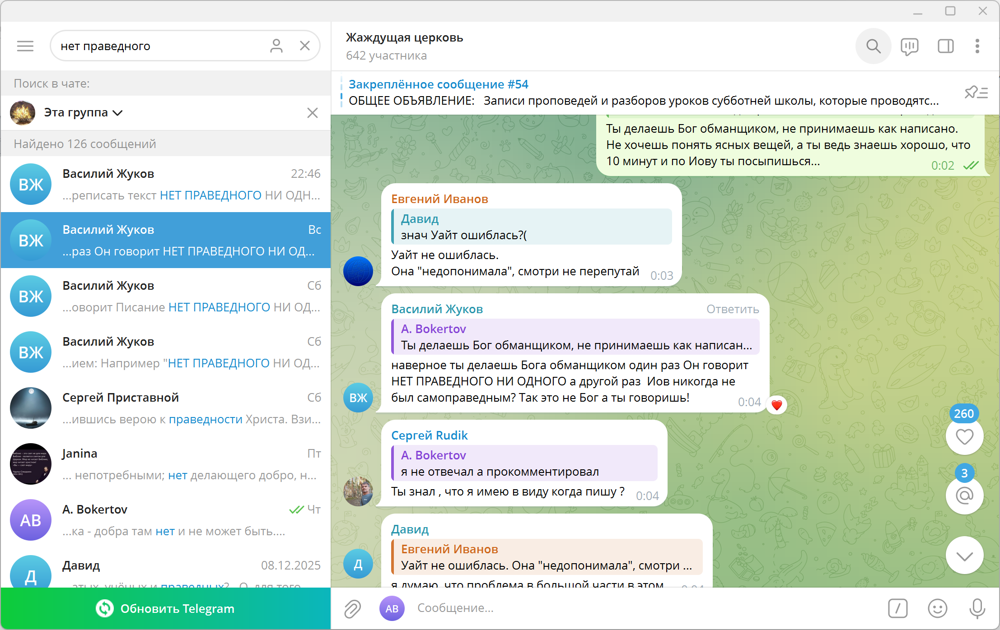 нет праведного
Поиск в чате:
Эта группа
Найдено 126 сообщений
ВЖ
Василий Жуков 22:46
...реписать текст НЕТ ПРАВЕДНОГО НИ ОДН...
ВЖ
Василий Жуков Вс
...раз Он говорит НЕТ ПРАВЕДНОГО НИ ОД...
ВЖ
Василий Жуков Сб
...оворит Писание НЕТ ПРАВЕДНОГО НИ ОД...
ВЖ
Василий Жуков Сб
...ием: Например "НЕТ ПРАВЕДНОГО НИ ОД...
Сергей Приставной Сб
...ившись верою к праведности Христа. Взи...
Janina Пт
... непотребными; нет делающего добро, н...
AB
A. Bokertov Чт
...ка - добра там нет и не может быть....
Д
Давид 08.12.2025
Обновить Telegram
Жаждущая церковь
642 участника
Закреплённое сообщение #54
ОБЩЕЕ ОБЪЯВЛЕНИЕ: Записи проповедей и разборов уроков субботней школы, которые проводятс...
Ты делаешь Бог обманщиком, не принимаешь как написано.
Не хочешь понять ясных вещей, а ты ведь знаешь хорошо, что
10 минут и по Иову ты посыпишься...
0:02
Евгений Иванов
Давид
знач Уайт ошиблась?(
Уайт не ошиблась.
Она "недопонимала", смотри не перепутай 0:03
Василий Жуков Ответить
A. Bokertov
Ты делаешь Бог обманщиком, не принимаешь как написан...
наверное ты делаешь Бога обманщиком один раз Он говорит
НЕТ ПРАВЕДНОГО НИ ОДНОГО а другой раз Иов никогда не
был самоправедным? Так это не Бог а ты говоришь! 0:04
ВЖ
Сергей Rudik
A. Bokertov
я не отвечал а прокомментировал
Ты знал , что я имею в виду когда пишу ? 0:04
Давид
Евгений Иванов
Уайт не ошиблась. Она "недопонимала", смотри ...
я думаю, что проблема в большой части в этом
Д
260
3
AB
Сообщение...